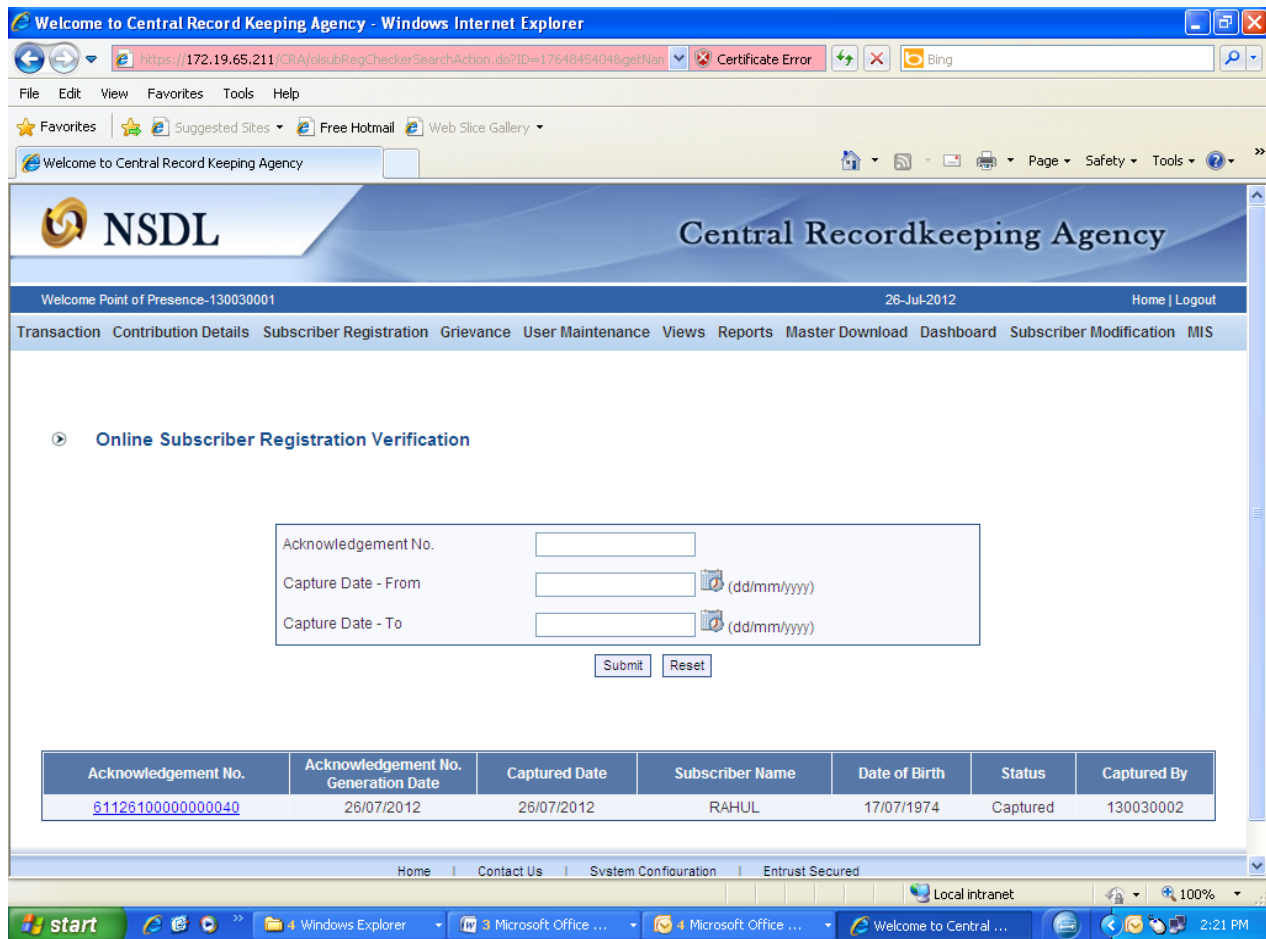 Welcome to Central Record Keeping Agency - Windows Internet Explorer
https://172.19.65.211/CRA/olsubRegCheckerSearchAction.do?ID=1764845404&getNan Certificate Error Bing
File Edit View Favorites Tools Help
Favorites Suggested Sites Free Hotmail Web Slice Gallery
Welcome to Central Record Keeping Agency Page Safety Tools »
NSDL Central Recordkeeping Agency
Welcome Point of Presence-130030001 26-Jul-2012 Home | Logout
Transaction Contribution Details Subscriber Registration Grievance User Maintenance Views Reports Master Download Dashboard Subscriber Modification MIS
Online Subscriber Registration Verification
Acknowledgement No.
Capture Date - From (dd/mm/yyyy)
Capture Date - To (dd/mm/yyyy)
Submit Reset
Acknowledgement No. Acknowledgement No. Generation Date Captured Date Subscriber Name Date of Birth Status Captured By
61126100000000040 26/07/2012 26/07/2012 RAHUL 17/07/1974 Captured 130030002
Home | Contact Us | System Configuration | Entrust Secured
Local intranet 100%
start » 4 Windows Explorer 3 Microsoft Office ... 4 Microsoft Office ... Welcome to Central ... 2:21 PM